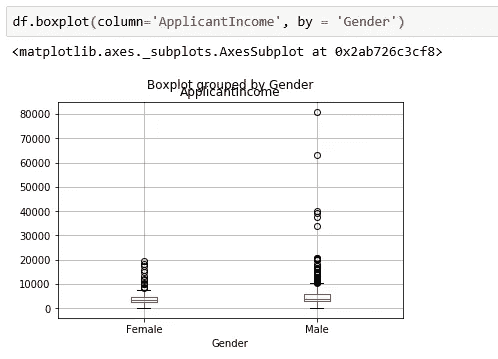 df.boxplot(column='ApplicantIncome', by = 'Gender')
<matplotlib.axes._subplots.AxesSubplot at 0x2ab726c3cf8>
Boxplot grouped by Gender
ApplicantIncome
80000
70000
60000
50000
40000
30000
20000
10000
0
Female Male
Gender